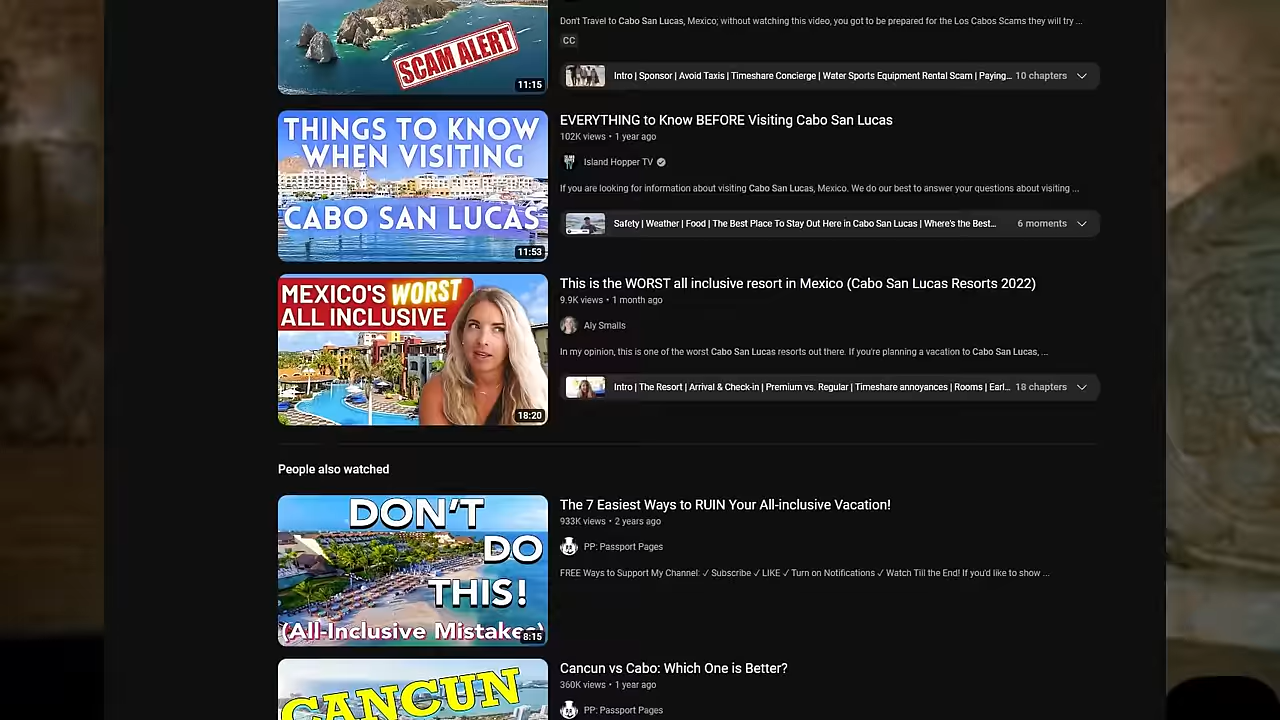 Don't Travel to Cabo San Lucas, Mexico; without watching this video, you got to be prepared for the Los Cabos Scams they will try ...
CC
SCAM ALERT
11:15
Intro | Sponsor | Avoid Taxis | Timeshare Concierge | Water Sports Equipment Rental Scam | Paying... 10 chapters
THINGS TO KNOW
WHEN VISITING
CABO SAN LUCAS
11:53
EVERYTHING to Know BEFORE Visiting Cabo San Lucas
102K views • 1 year ago
Island Hopper TV
If you are looking for information about visiting Cabo San Lucas, Mexico. We do our best to answer your questions about visiting ...
Safety | Weather | Food | The Best Place To Stay Out Here in Cabo San Lucas | Where's the Best... 6 moments
MEXICO'S WORST
ALL INCLUSIVE
18:20
This is the WORST all inclusive resort in Mexico (Cabo San Lucas Resorts 2022)
9.9K views • 1 month ago
Aly Smalls
In my opinion, this is one of the worst Cabo San Lucas resorts out there. If you're planning a vacation to Cabo San Lucas, ...
Intro | The Resort | Arrival & Check-in | Premium vs. Regular | Timeshare annoyances | Rooms | Earl... 18 chapters
People also watched
DON'T
DO
THIS!
(All-Inclusive Mistakes)
8:15
The 7 Easiest Ways to RUIN Your All-inclusive Vacation!
933K views • 2 years ago
PP: Passport Pages
FREE Ways to Support My Channel: ✓ Subscribe ✓ LIKE ✓ Turn on Notifications ✓ Watch Till the End! If you'd like to show ...
CANCUN
Cancun vs Cabo: Which One is Better?
360K views • 1 year ago
PP: Passport Pages